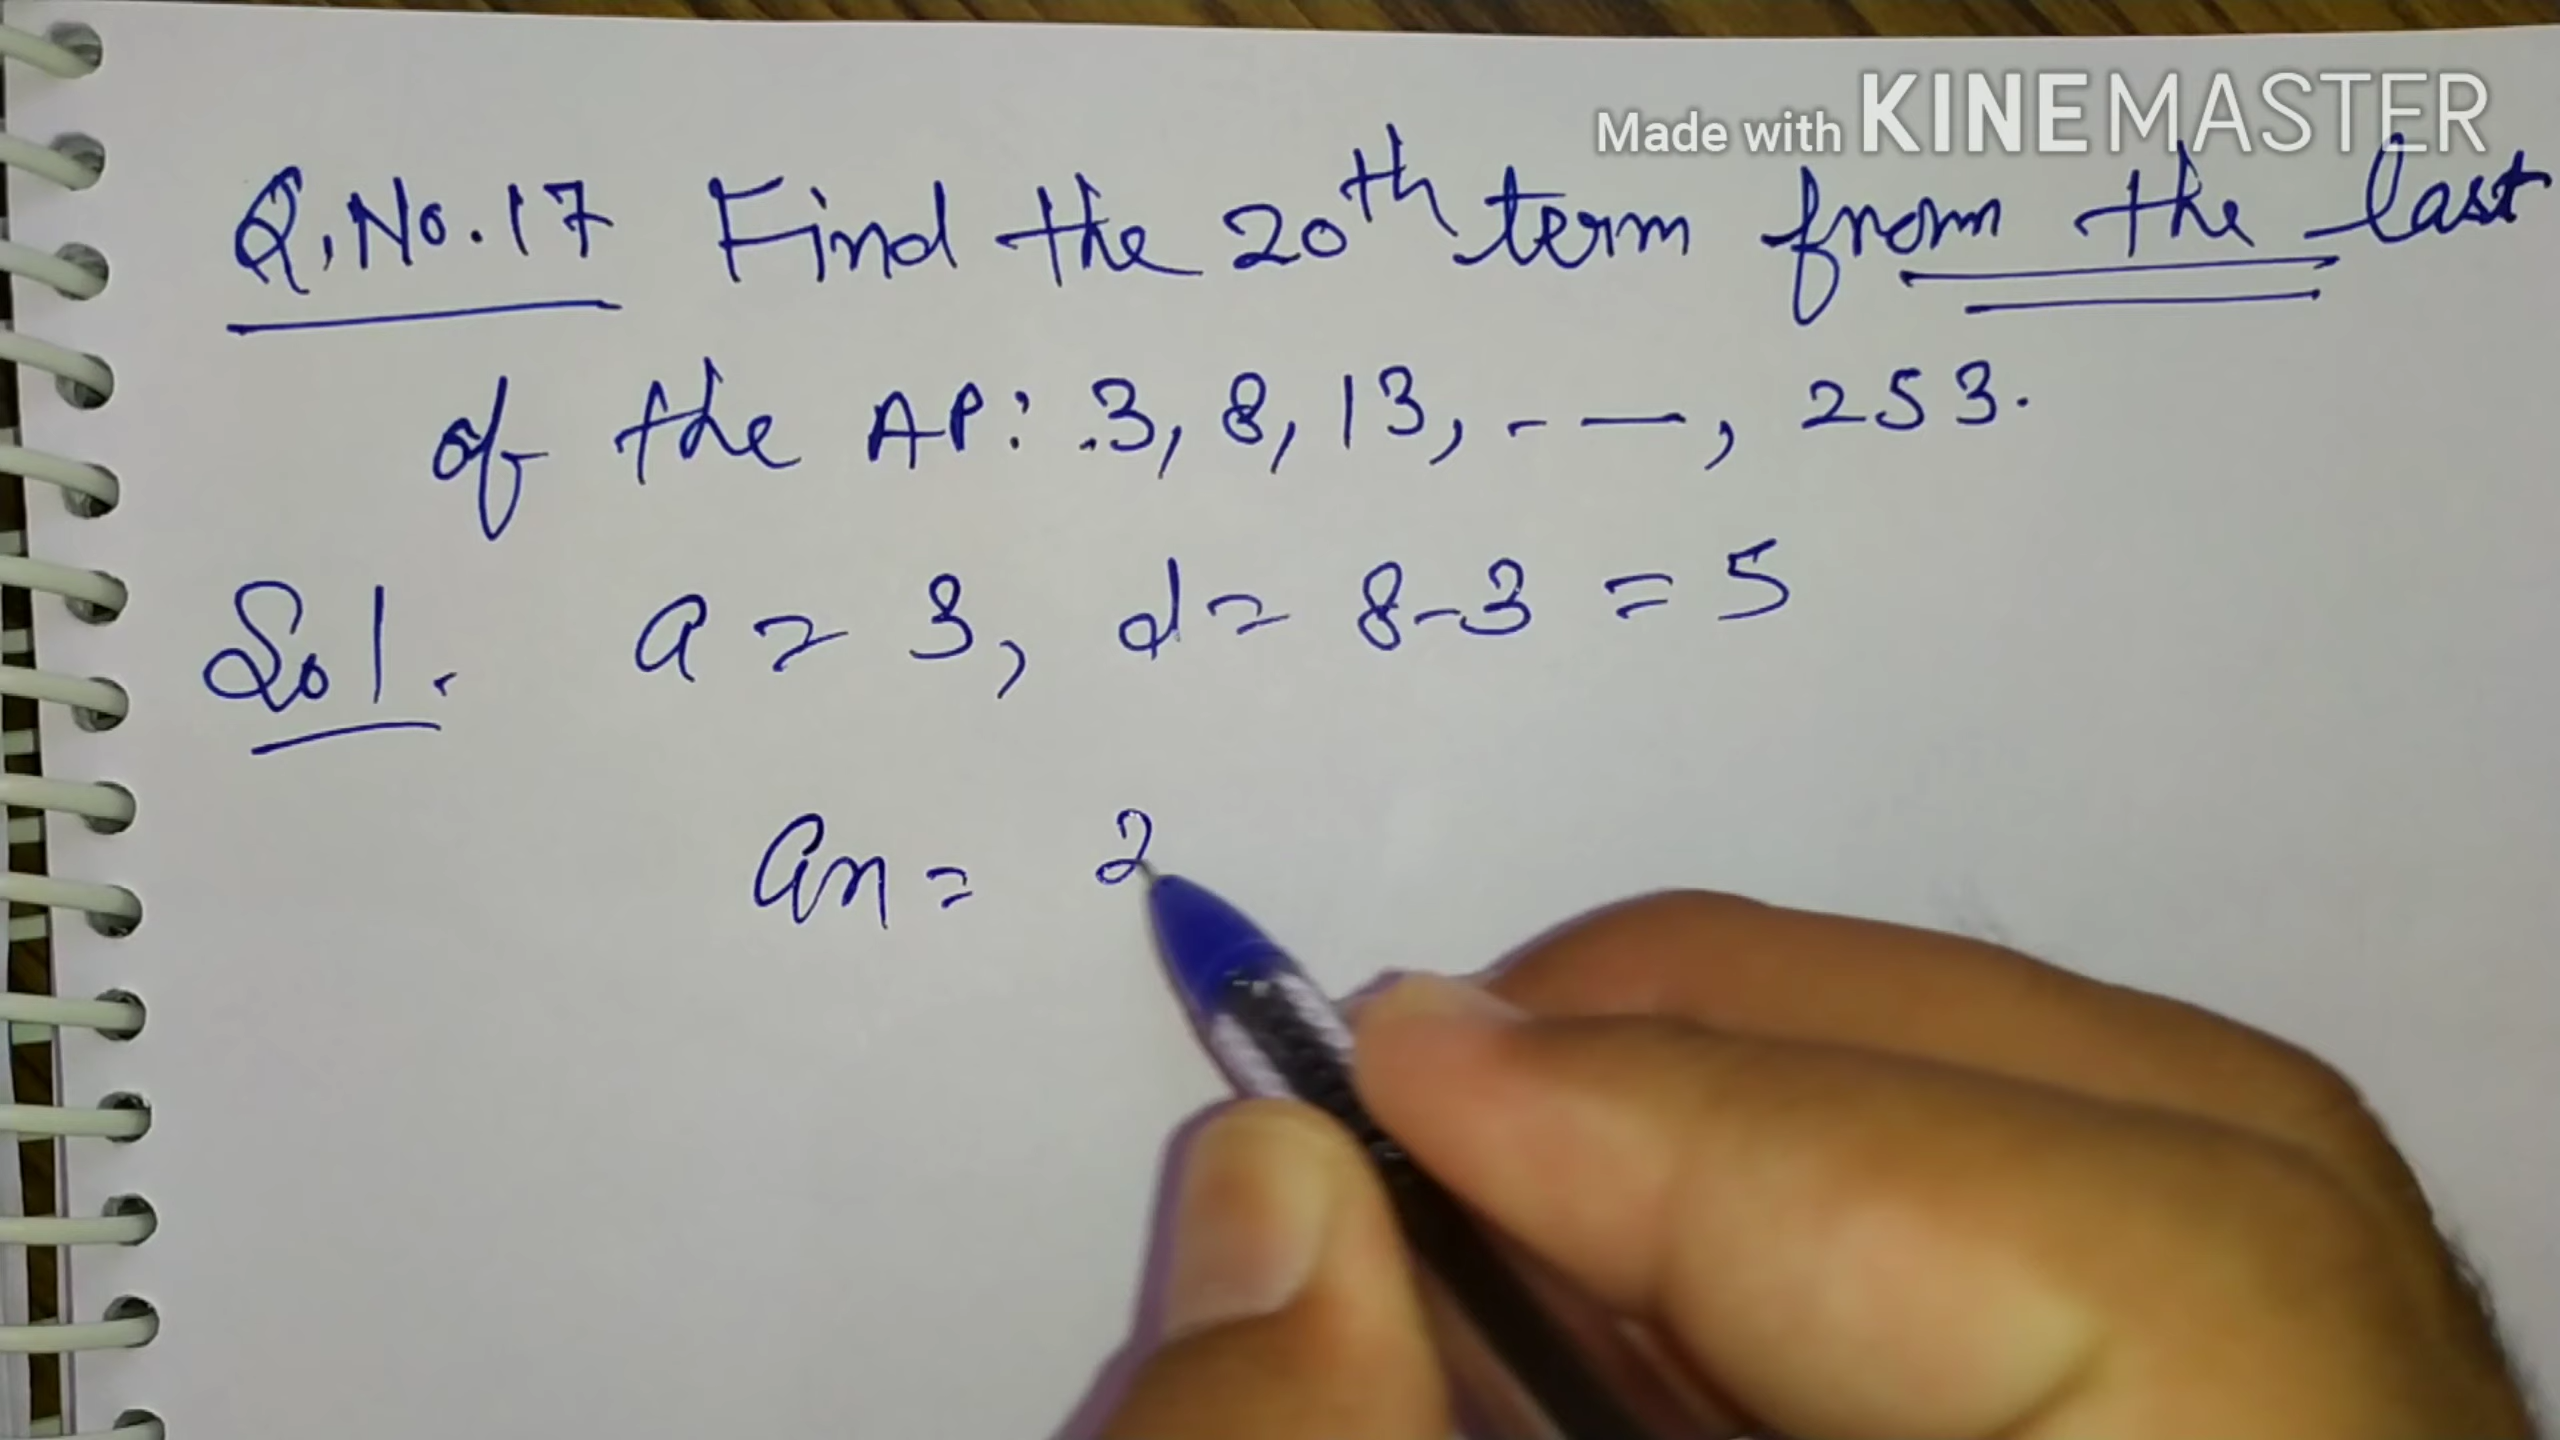 Made with KINEMASTER
Q.No.17 Find the 20th term from the last
of the AP: .3, 8, 13, - —, 253.
Sol. a = 3, d = 8-3 = 5
an = 2